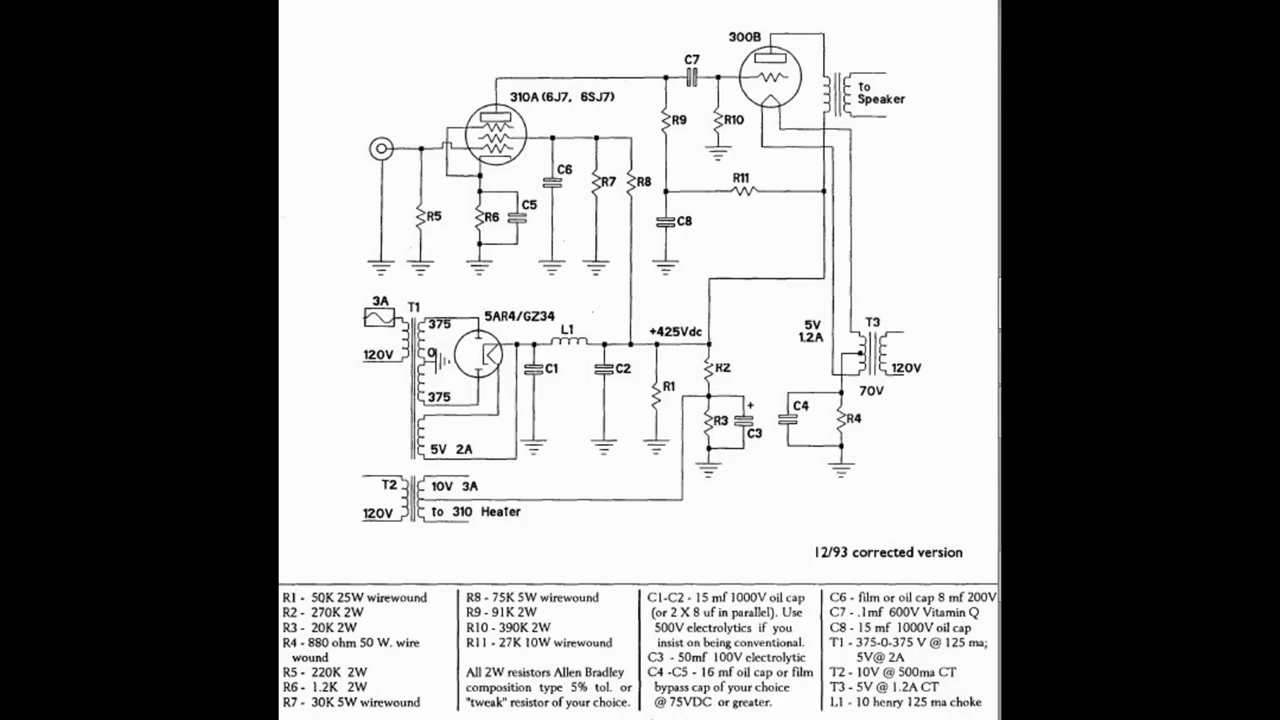 300B
C7
310A (6J7, 6SJ7)
to
Speaker
R9
R10
C6
R7
R8
R11
R5
R6
C5
C8
3A
T1
375
5AR4/GZ34
L1
+425Vdc
5V
1.2A
T3
120V
0
C1
C2
R2
120V
375
R1
70V
+
R3
C3
C4
R4
5V 2A
T2
10V 3A
120V
to 310 Heater
12/93 corrected version
R1 - 50K 25W wirewound
R2 - 270K 2W
R3 - 20K 2W
R4 - 880 ohm 50 W. wire
wound
R5 - 220K 2W
R6 - 1.2K 2W
R7 - 30K 5W wirewound
R8 - 75K 5W wirewound
R9 - 91K 2W
R10 - 390K 2W
R11 - 27K 10W wirewound
All 2W resistors Allen Bradley
composition type 5% tol. or
"tweak" resistor of your choice.
C1-C2 - 15 mf 1000V oil cap
(or 2 X 8 uf in parallel). Use
500V electrolytics if you
insist on being conventional.
C3 - 50mf 100V electrolytic
C4 -C5 - 16 mf oil cap or film
bypass cap of your choice
@ 75VDC or greater.
C6 - film or oil cap 8 mf 200V
C7 - .1mf 600V Vitamin Q
C8 - 15 mf 1000V oil cap
T1 - 375-0-375 V @ 125 ma;
5V@ 2A
T2 - 10V @ 500ma CT
T3 - 5V @ 1.2A CT
L1 - 10 henry 125 ma choke